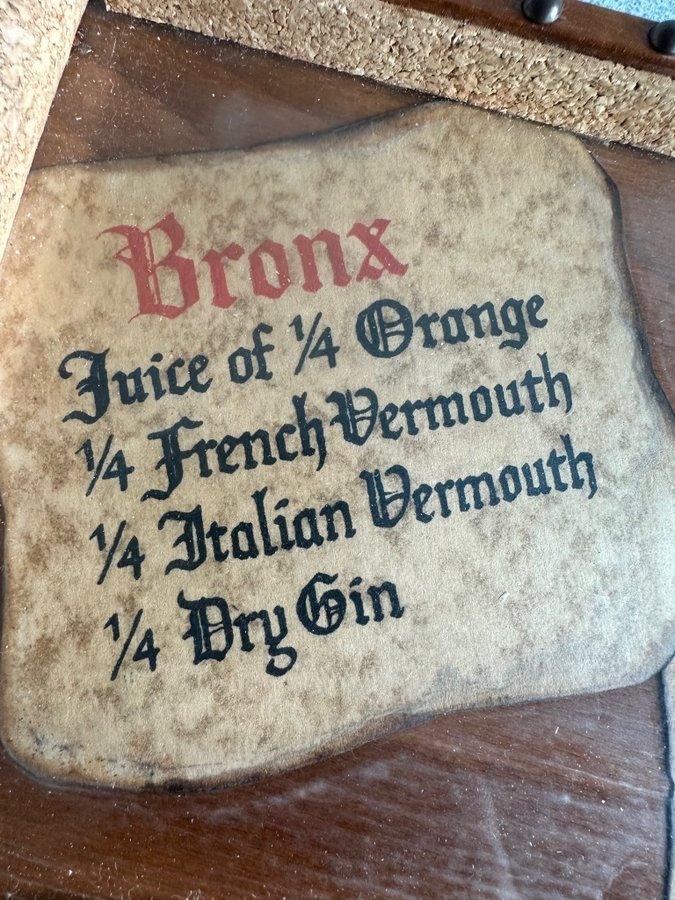 Bronx
Juice of ¼ Orange
¼ French Vermouth
¼ Italian Vermouth
¼ Dry Gin